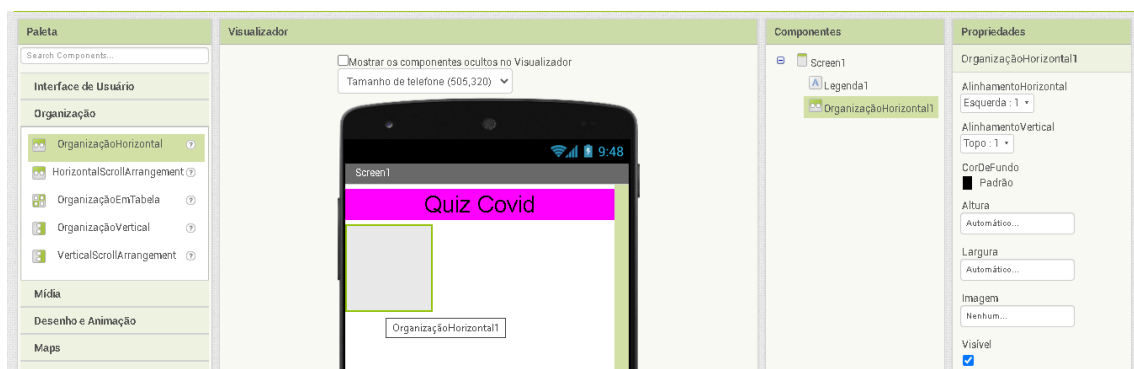 Paleta
Search Components...
Interface de Usuário
Organização
OrganizaçãoHorizontal
HorizontalScrollArrangement
OrganizaçãoEmTabela
OrganizaçãoVertical
VerticalScrollArrangement
Mídia
Desenho e Animação
Maps
Visualizador
Mostrar os componentes ocultos no Visualizador
Tamanho de telefone (505,320)
9:48
Screen1
Quiz Covid
OrganizaçãoHorizontal1
Componentes
Screen1
Legenda1
OrganizaçãoHorizontal1
Propriedades
OrganizaçãoHorizontal1
AlinhamentoHorizontal
Esquerda : 1
AlinhamentoVertical
Topo : 1
CorDeFundo
Padrão
Altura
Automático...
Largura
Automático...
Imagem
Nenhum...
Visível